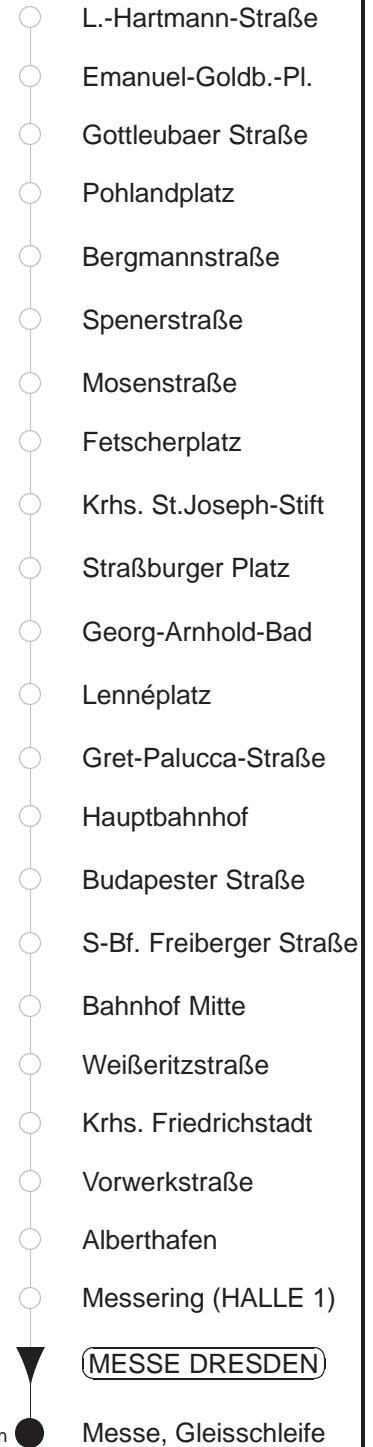 L.-Hartmann-Straße
Emanuel-Goldb.-Pl.
Gottleubaer Straße
Pohlandplatz
Bergmannstraße
Spenerstraße
Mosenstraße
Fetscherplatz
Krhs. St.Joseph-Stift
Straßburger Platz
Georg-Arnhold-Bad
Lennéplatz
Gret-Palucca-Straße
Hauptbahnhof
Budapester Straße
S-Bf. Freiberger Straße
Bahnhof Mitte
Weißeritzstraße
Krhs. Friedrichstadt
Vorwerkstraße
Alberthafen
Messering (HALLE 1)
MESSE DRESDEN
Messe, Gleisschleife